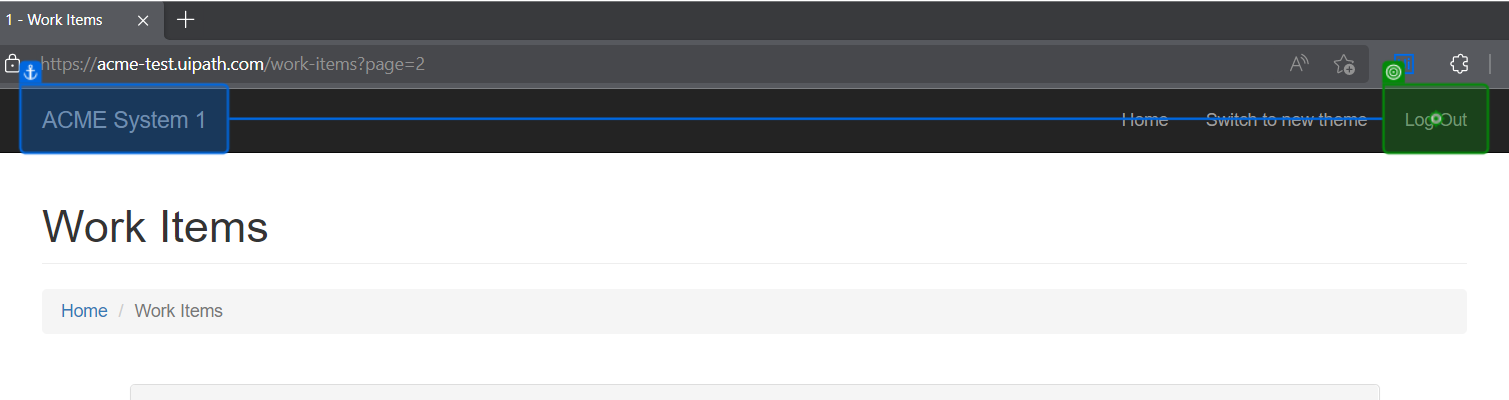 1 - Work Items
https://acme-test.uipath.com/work-items?page=2
ACME System 1 Home Switch to new theme Log Out
Work Items
Home / Work Items